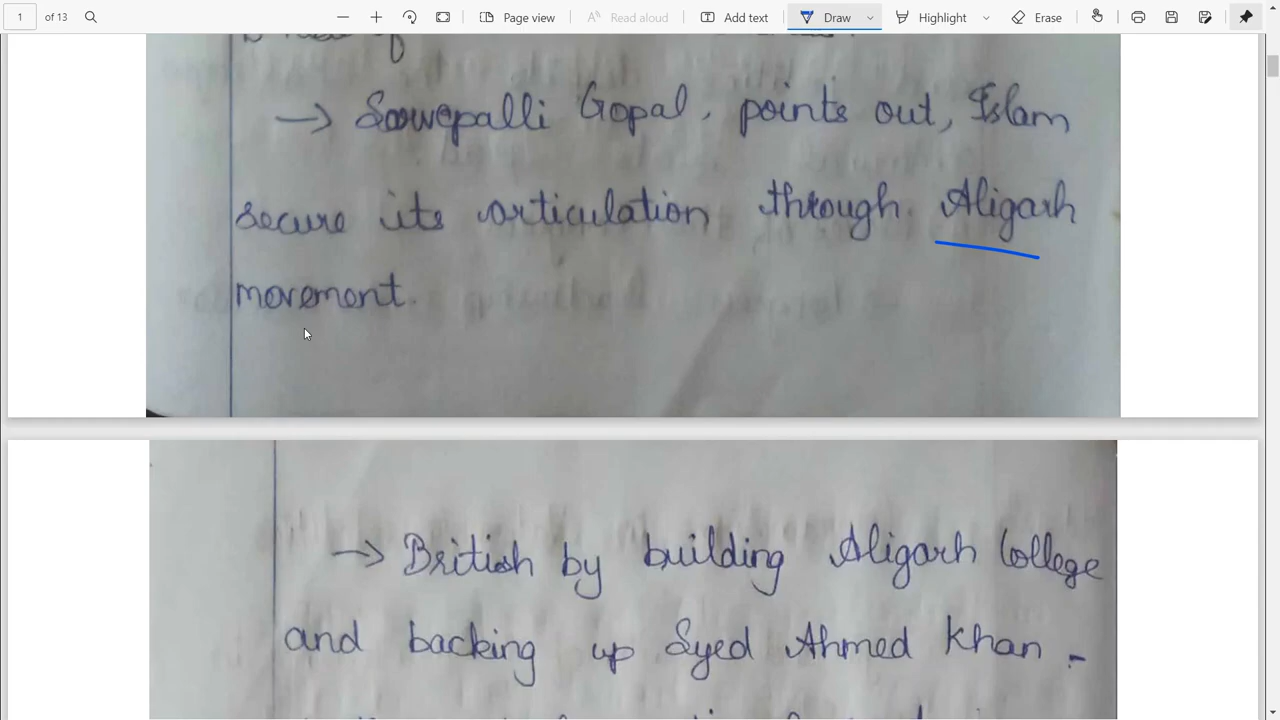 1 of 13 Page view Read aloud Add text Draw Highlight Erase
→ Sarvepalli Gopal, points out, Islam
secure its articulation through Aligarh
movement.
→ British by building Aligarh College
and backing up Syed Ahmed Khan -